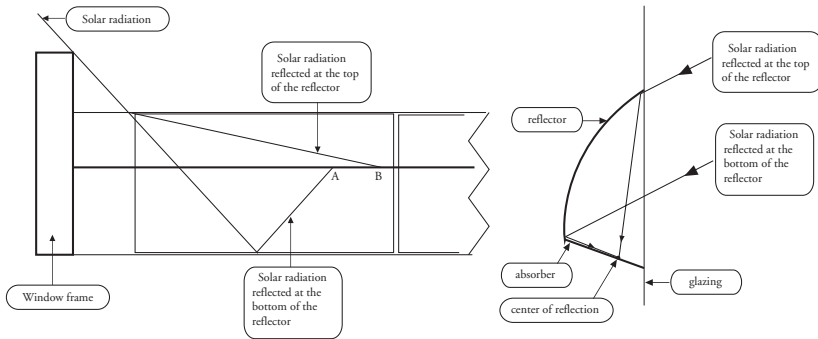 Solar radiation
Solar radiation
reflected at the top
of the reflector
A
B
Solar radiation
reflected at the
bottom of the
reflector
Window frame
Solar radiation
reflected at the top
of the reflector
reflector
Solar radiation
reflected at the
bottom of the
reflector
absorber
glazing
center of reflection